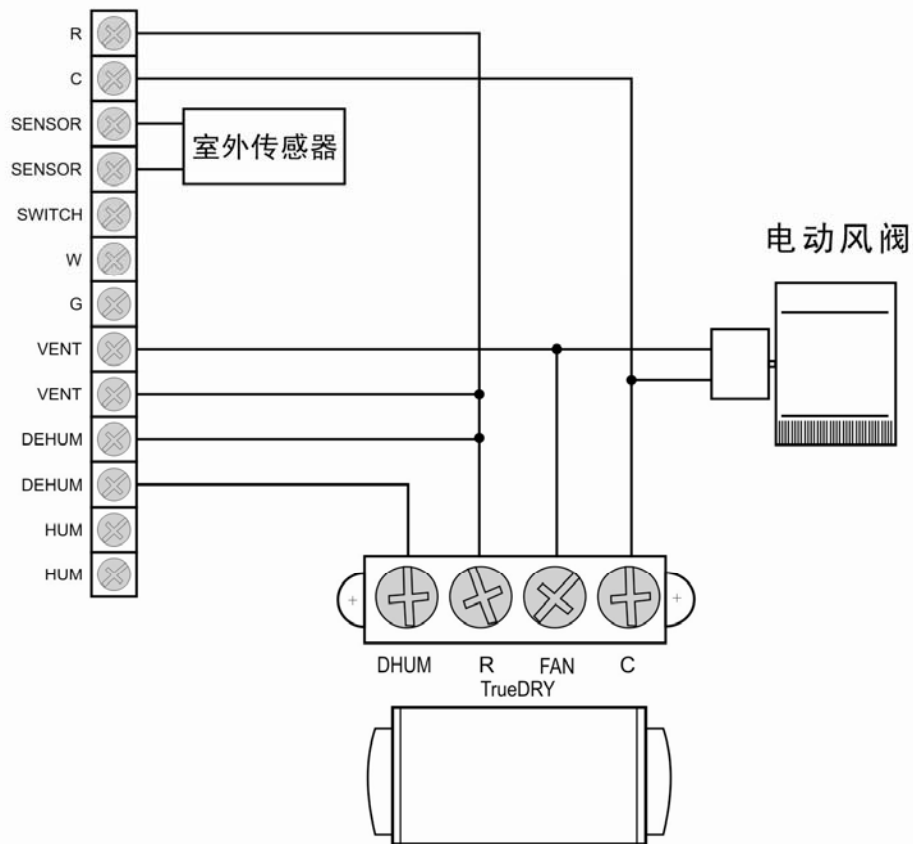 R
C
SENSOR
SENSOR
室外传感器
SWITCH
W
G
电动风阀
VENT
VENT
DEHUM
DEHUM
HUM
HUM
DHUM R FAN C
TrueDRY